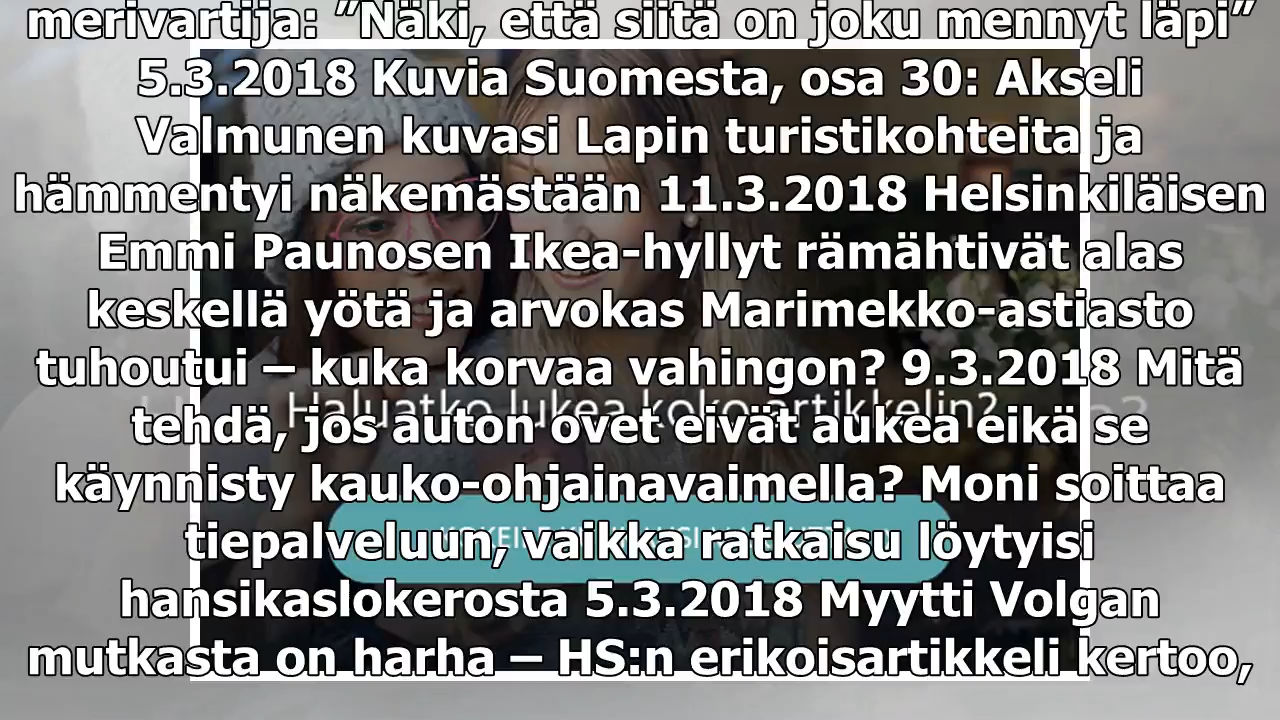 merivartija: ”Näki, että siitä on joku mennyt läpi”
5.3.2018 Kuvia Suomesta, osa 30: Akseli
Valmunen kuvasi Lapin turistikohteita ja
hämmentyi näkemästään 11.3.2018 Helsinkiläisen
Emmi Paunosen Ikea-hyllyt rämähtivät alas
keskellä yötä ja arvokas Marimekko-astiasto
tuhoutui – kuka korvaa vahingon? 9.3.2018 Mitä
Haluatko lukea koko artikkelin?
tehdä, jos auton ovet eivät aukea eikä se
käynnisty kauko-ohjainavaimella? Moni soittaa
tiepalveluun, vaikka ratkaisu löytyisi
hansikaslokerosta 5.3.2018 Myytti Volgan
mutkasta on harha – HS:n erikoisartikkeli kertoo,